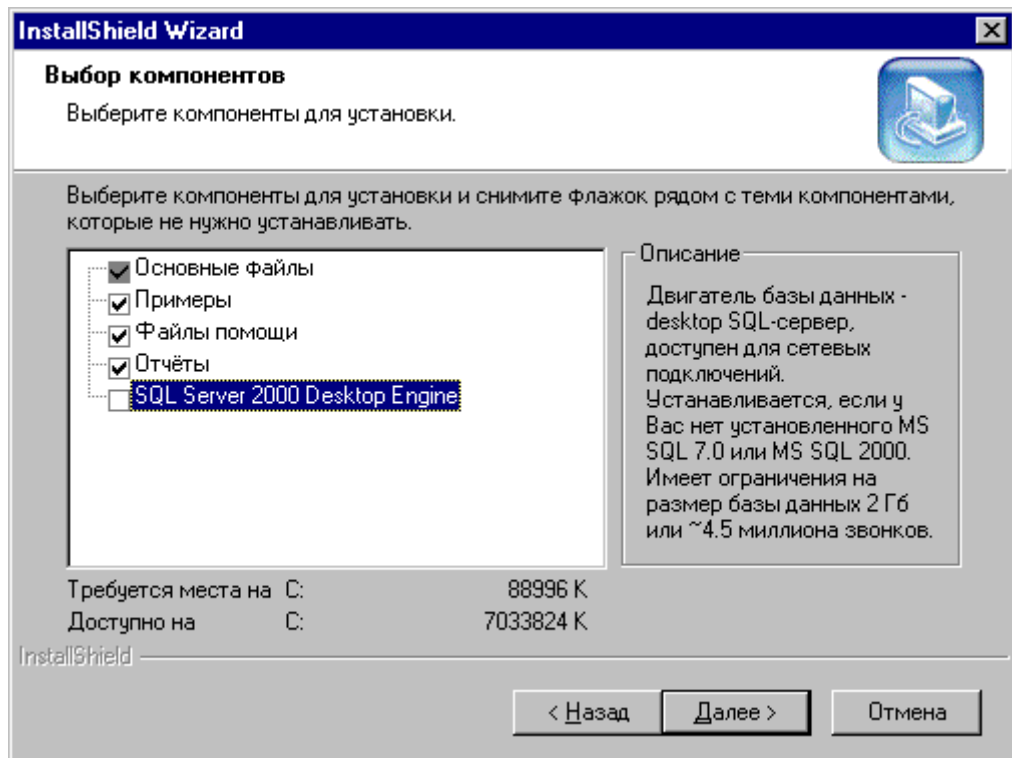 InstallShield Wizard
Выбор компонентов
Выберите компоненты для установки.
Выберите компоненты для установки и снимите флажок рядом с теми компонентами,
которые не нужно устанавливать.
Основные файлы
Примеры
Файлы помощи
Отчёты
SQL Server 2000 Desktop Engine
Описание
Двигатель базы данных -
desktop SQL-сервер,
доступен для сетевых
подключений.
Устанавливается, если у
Вас нет установленного MS
SQL 7.0 или MS SQL 2000.
Имеет ограничения на
размер базы данных 2 Гб
или ~4.5 миллиона звонков.
Требуется места на C: 88996 K
Доступно на C: 7033824 K
InstallShield
< Назад Далее > Отмена